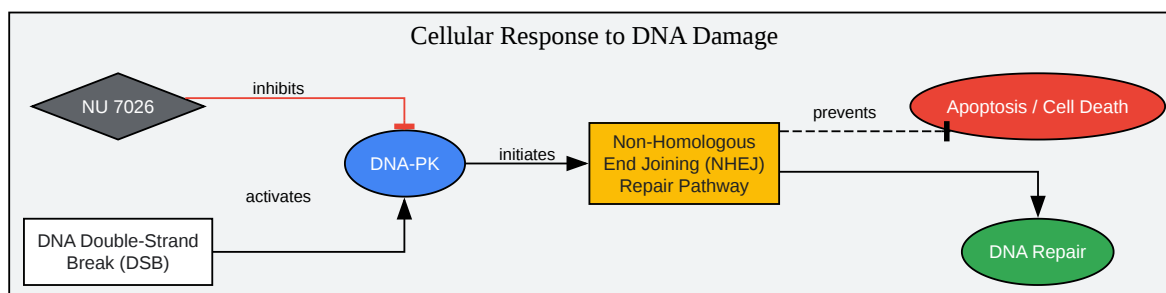 Cellular Response to DNA Damage
NU 7026
inhibits
prevents
Apoptosis / Cell Death
DNA-PK
initiates
Non-Homologous
End Joining (NHEJ)
Repair Pathway
activates
DNA Double-Strand
Break (DSB)
DNA Repair